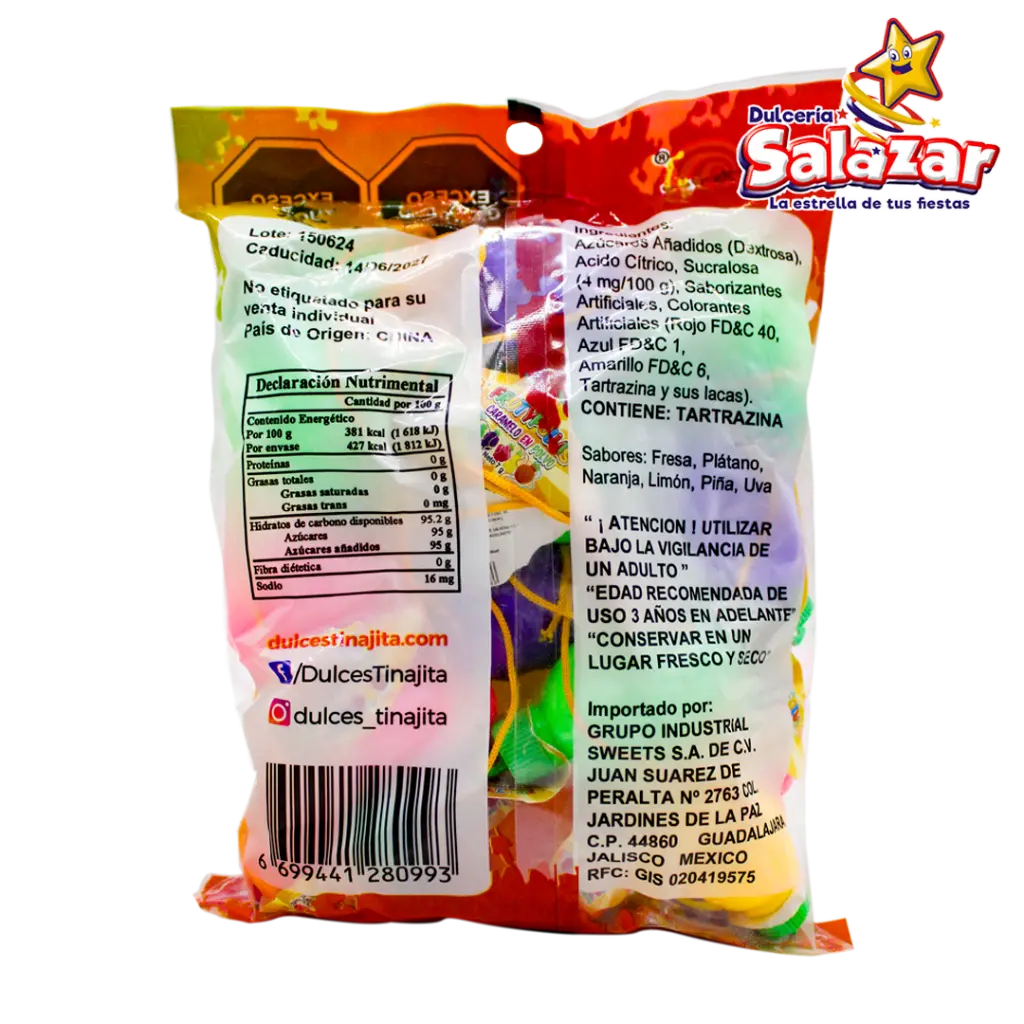 Dulcería
Salazar
La estrella de tus fiestas
EXCESO
EXCESO
®
Lote: 150624
Caducidad: 14/06/2027
No etiquetado para su
venta individual
País de Origen: CHINA
Declaración Nutrimental
Cantidad por 100 g
Contenido Energético
Por 100 g 381 kcal (1 618 kJ)
Por envase 427 kcal (1 812 kJ)
Proteínas 0 g
Grasas totales 0 g
Grasas saturadas 0 g
Grasas trans 0 mg
Hidratos de carbono disponibles 95.2 g
Azúcares 95 g
Azúcares añadidos 95 g
Fibra diétetica 0 g
Sodio 16 mg
dulcestinajita.com
f/DulcesTinajita
dulces_tinajita
6 699441 280993
CARAMELO EN POLVO
Ingredientes:
Azúcares Añadidos (Dextrosa),
Acido Cítrico, Sucralosa
(4 mg/100 g), Saborizantes
Artificiales, Colorantes
Artificiales (Rojo FD&C 40,
Azul FD&C 1,
Amarillo FD&C 6,
Tartrazina y sus lacas).
CONTIENE: TARTRAZINA
Sabores: Fresa, Plátano,
Naranja, Limón, Piña, Uva
“ ¡ ATENCION ! UTILIZAR
BAJO LA VIGILANCIA DE
UN ADULTO ”
“EDAD RECOMENDADA DE
USO 3 AÑOS EN ADELANTE”
“CONSERVAR EN UN
LUGAR FRESCO Y SECO”
Importado por:
GRUPO INDUSTRIAL
SWEETS S.A. DE C.V.
JUAN SUAREZ DE
PERALTA Nº 2763 COL.
JARDINES DE LA PAZ
C.P. 44860 GUADALAJARA
JALISCO MEXICO
RFC: GIS 020419575